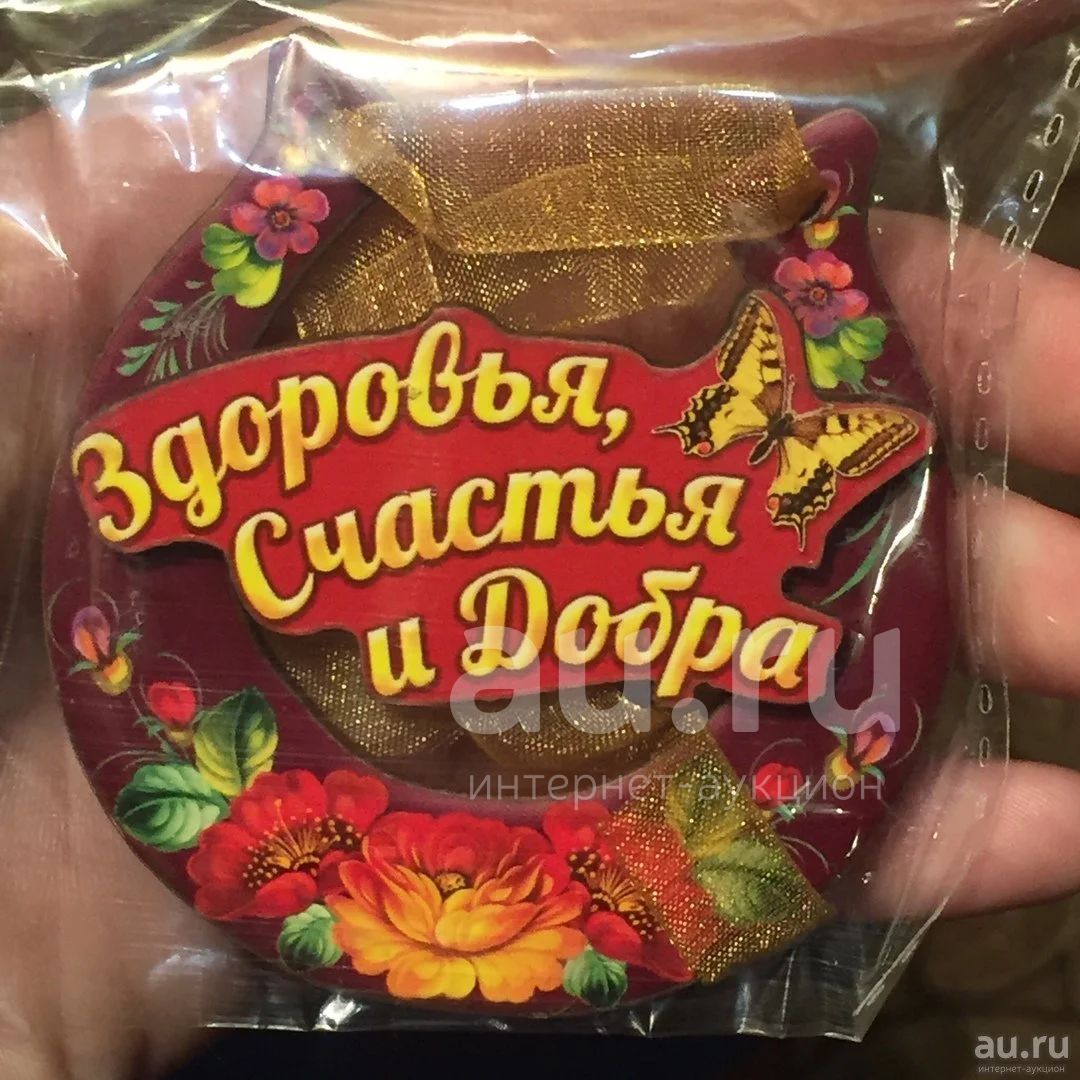 Здоровья,
Счастья
и Добра
au.ru
интернет-аукцион
au.ru
интернет-аукцион